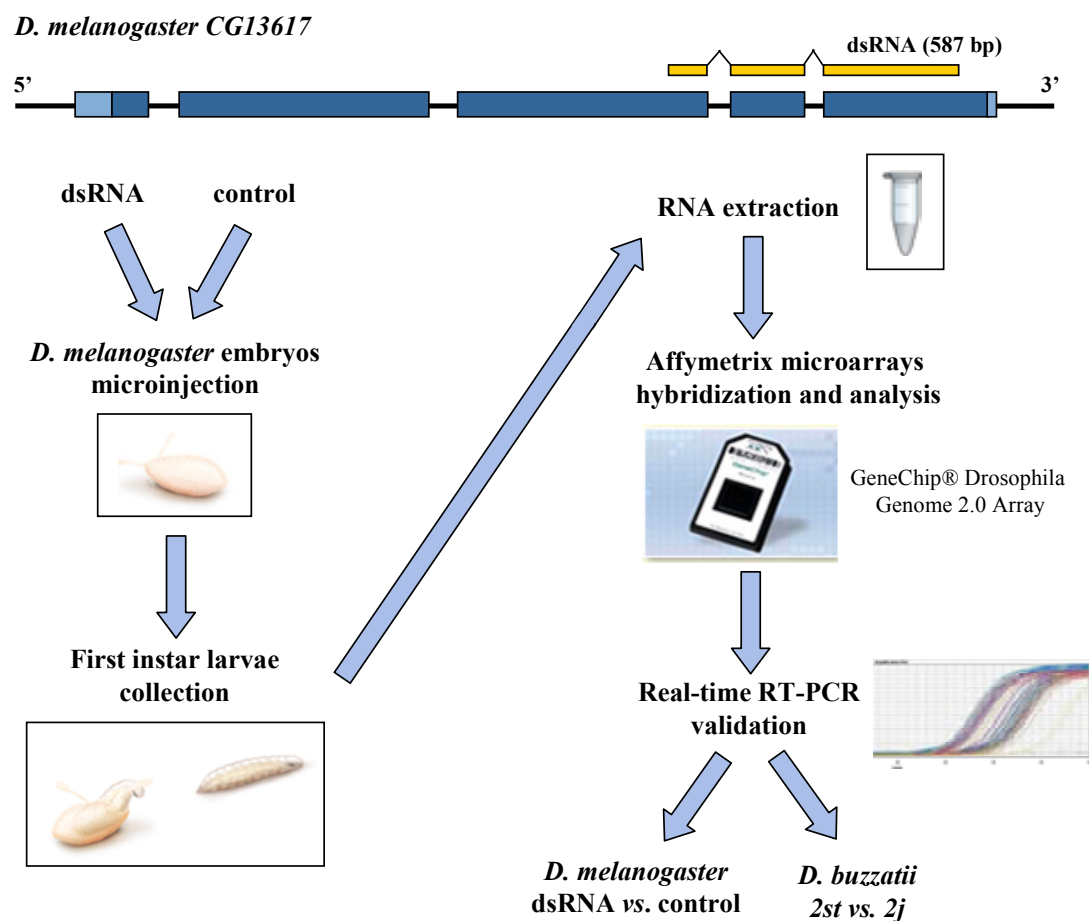 D. melanogaster CG13617
dsRNA (587 bp)
5’
3’
dsRNA
control
D. melanogaster embryos
microinjection
First instar larvae
collection
RNA extraction
Affymetrix microarrays
hybridization and analysis
GeneChip
GeneChip® Drosophila
Genome 2.0 Array
Real-time RT-PCR
validation
D. melanogaster
dsRNA vs. control
D. buzzatii
2st vs. 2j